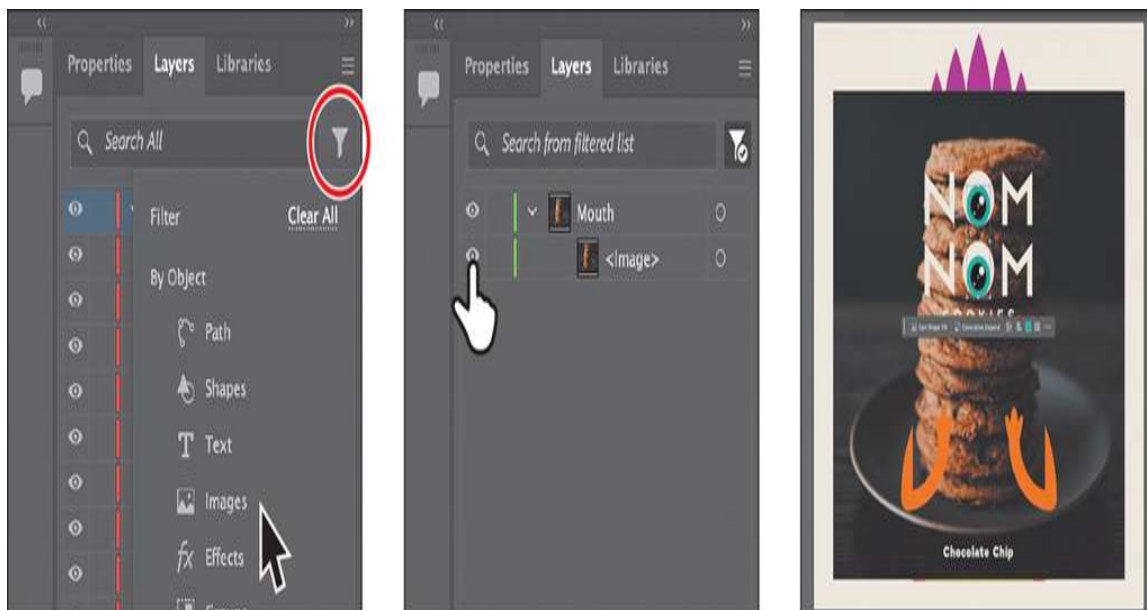 Properties Layers Libraries
Search All
Filter Clear All
By Object
Path
Shapes
Text
Images
Effects
Properties Layers Libraries
Search from filtered list
Mouth
<Image>
NOM
NOM
COOKIES
Chocolate Chip